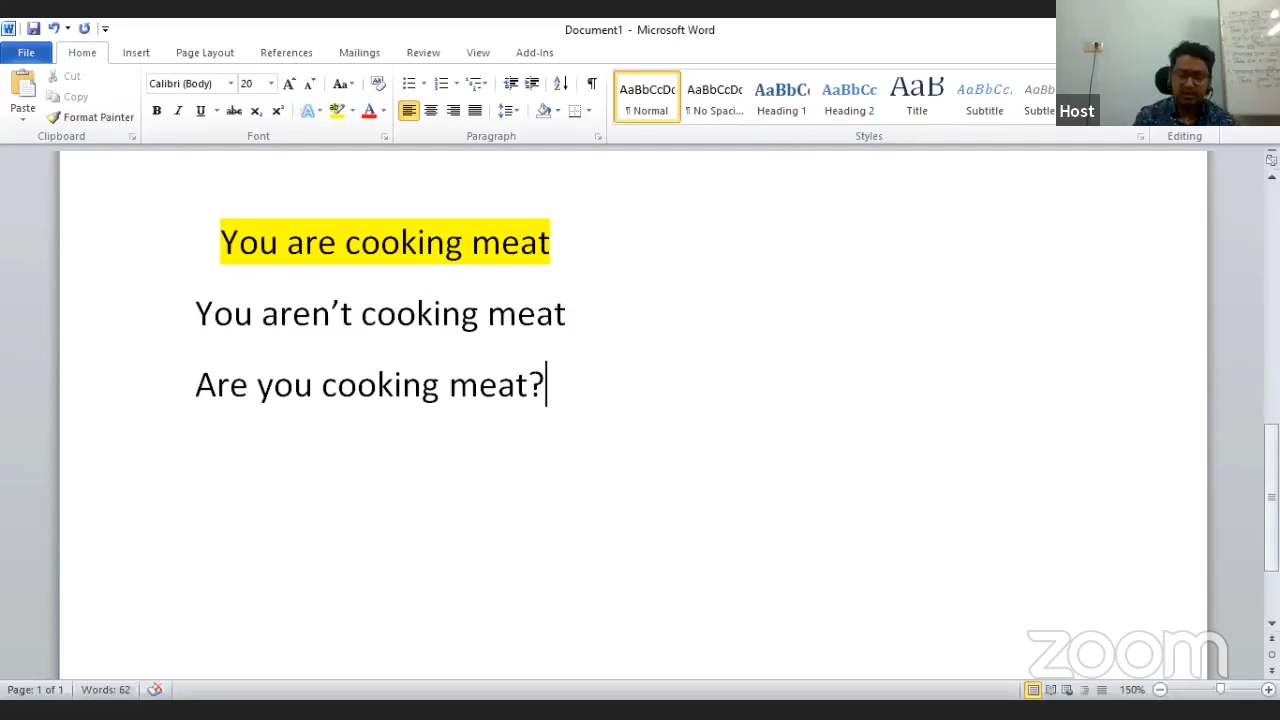 Document1 - Microsoft Word
File Home Insert Page Layout References Mailings Review View Add-Ins
Paste
Cut
Copy
Format Painter
Clipboard
Calibri (Body) 20
Font
Paragraph
AaBbCcDc AaBbCcDc AaBbC AaBbCc AaB AaBbCc. AaBbCc
¶ Normal ¶ No Spaci... Heading 1 Heading 2 Title Subtitle Subtle
Styles
Editing
Host
You are cooking meat
You aren’t cooking meat
Are you cooking meat?
zoom
Page: 1 of 1 Words: 62 150%